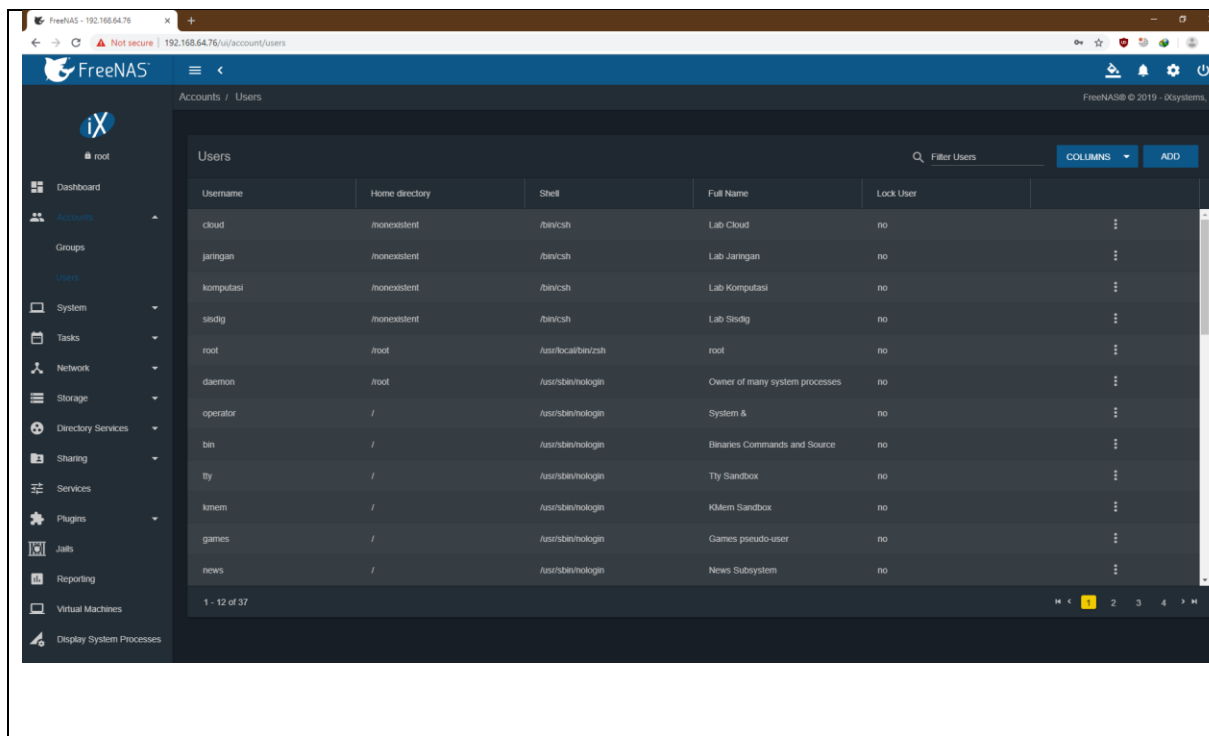 FreeNAS - 192.168.64.76
Not secure | 192.168.64.76/ui/account/users
FreeNAS
Accounts / Users
FreeNAS® © 2019 - iXsystems,
iX
root
Users
Filter Users
COLUMNS
ADD
Dashboard
Accounts
Groups
Users
System
Tasks
Network
Storage
Directory Services
Sharing
Services
Plugins
Jails
Reporting
Virtual Machines
Display System Processes
Username Home directory Shell Full Name Lock User
cloud /nonexistent /bin/csh Lab Cloud no
jaringan /nonexistent /bin/csh Lab Jaringan no
komputasi /nonexistent /bin/csh Lab Komputasi no
sisdig /nonexistent /bin/csh Lab Sisdig no
root /root /usr/local/bin/zsh root no
daemon /root /usr/sbin/nologin Owner of many system processes no
operator / /usr/sbin/nologin System & no
bin / /usr/sbin/nologin Binaries Commands and Source no
tty / /usr/sbin/nologin Tty Sandbox no
kmem / /usr/sbin/nologin KMem Sandbox no
games / /usr/sbin/nologin Games pseudo-user no
news / /usr/sbin/nologin News Subsystem no
1 - 12 of 37
1 2 3 4